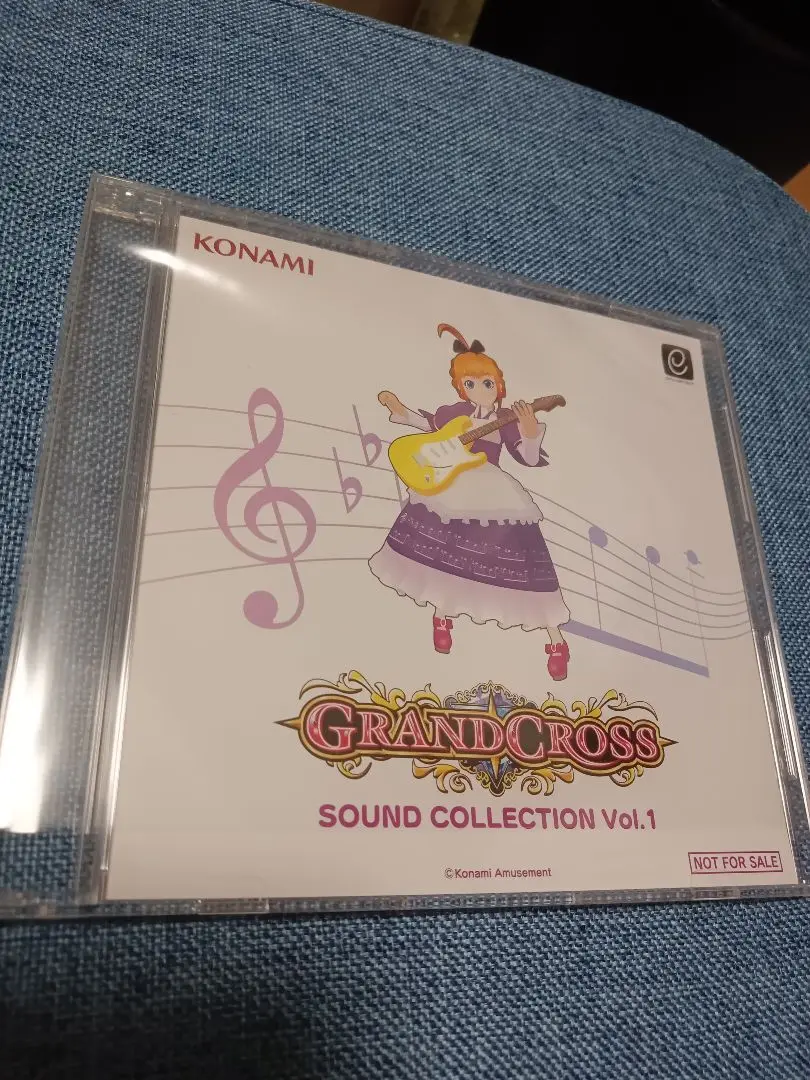 KONAMI
GRANDCROSS
SOUND COLLECTION Vol.1
NOT FOR SALE
©Konami Amusement